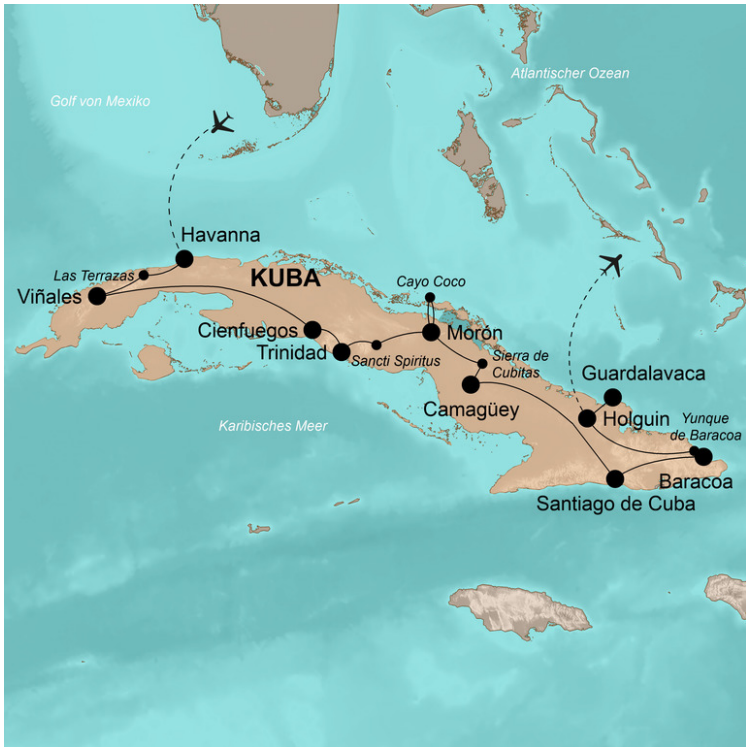 Atlantischer Ozean
Golf von Mexiko
Havanna
Las Terrazas
KUBA
Viñales
Cayo Coco
Cienfuegos
Morón
Trinidad
Sancti Spiritus
Sierra de
Cubitas
Guardalavaca
Camagüey
Holguin
Karibisches Meer
Yunque
de Baracoa
Baracoa
Santiago de Cuba